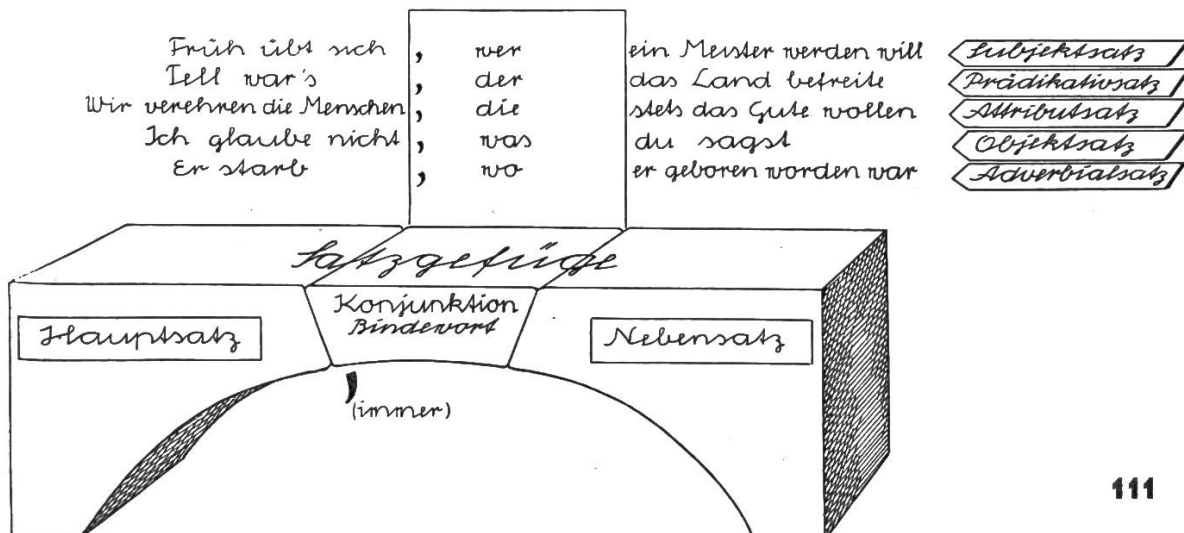 Früh übt sich , wer ein Meister werden will Subjektsatz
Tell war's , der das Land befreite Prädikativsatz
Wir verehren die Menschen, die stets das Gute wollen Attributsatz
Ich glaube nicht , was du sagst Objektsatz
Er starb , wo er geboren worden war Adverbialsatz
Satzgefüge
Konjunktion
Bindewort
Hauptsatz
Nebensatz
,
(immer)
111